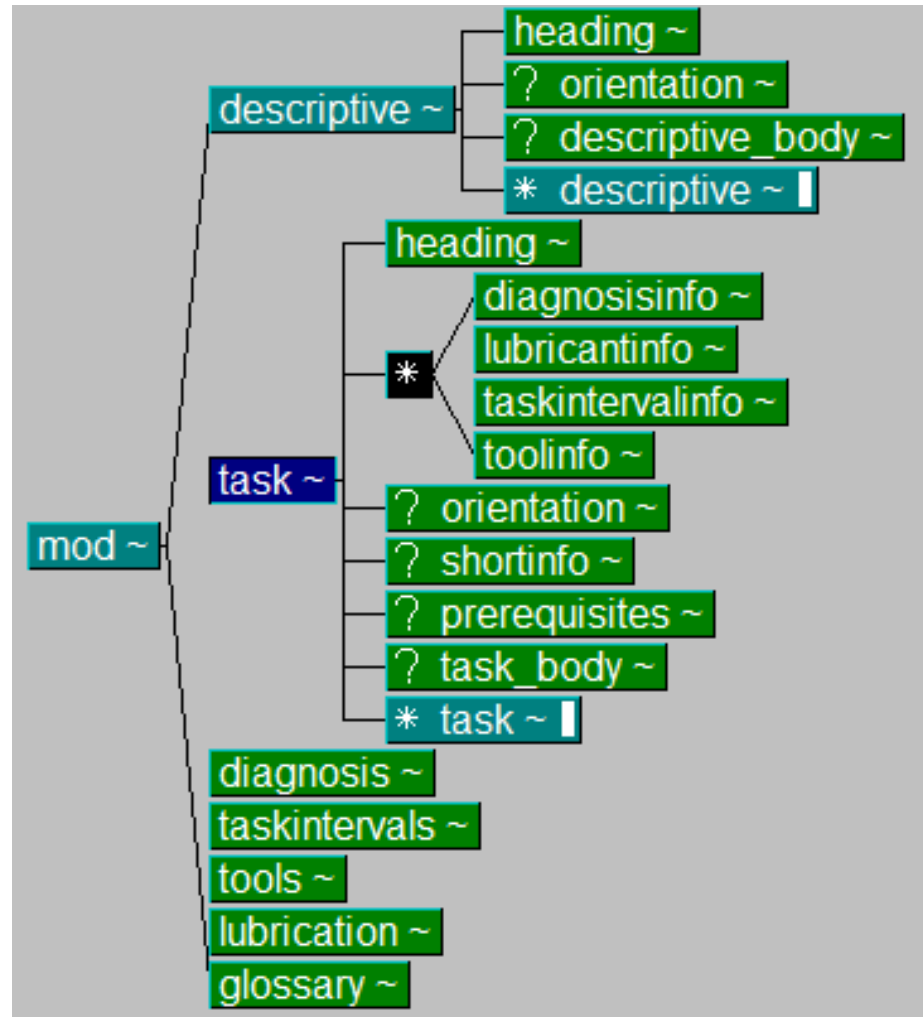 heading ~
? orientation ~
descriptive ~
? descriptive_body ~
* descriptive ~
heading ~
diagnosisinfo ~
lubricantinfo ~
*
taskintervalinfo ~
toolinfo ~
task ~
? orientation ~
? shortinfo ~
mod ~
? prerequisites ~
? task_body ~
* task ~
diagnosis ~
taskintervals ~
tools ~
lubrication ~
glossary ~